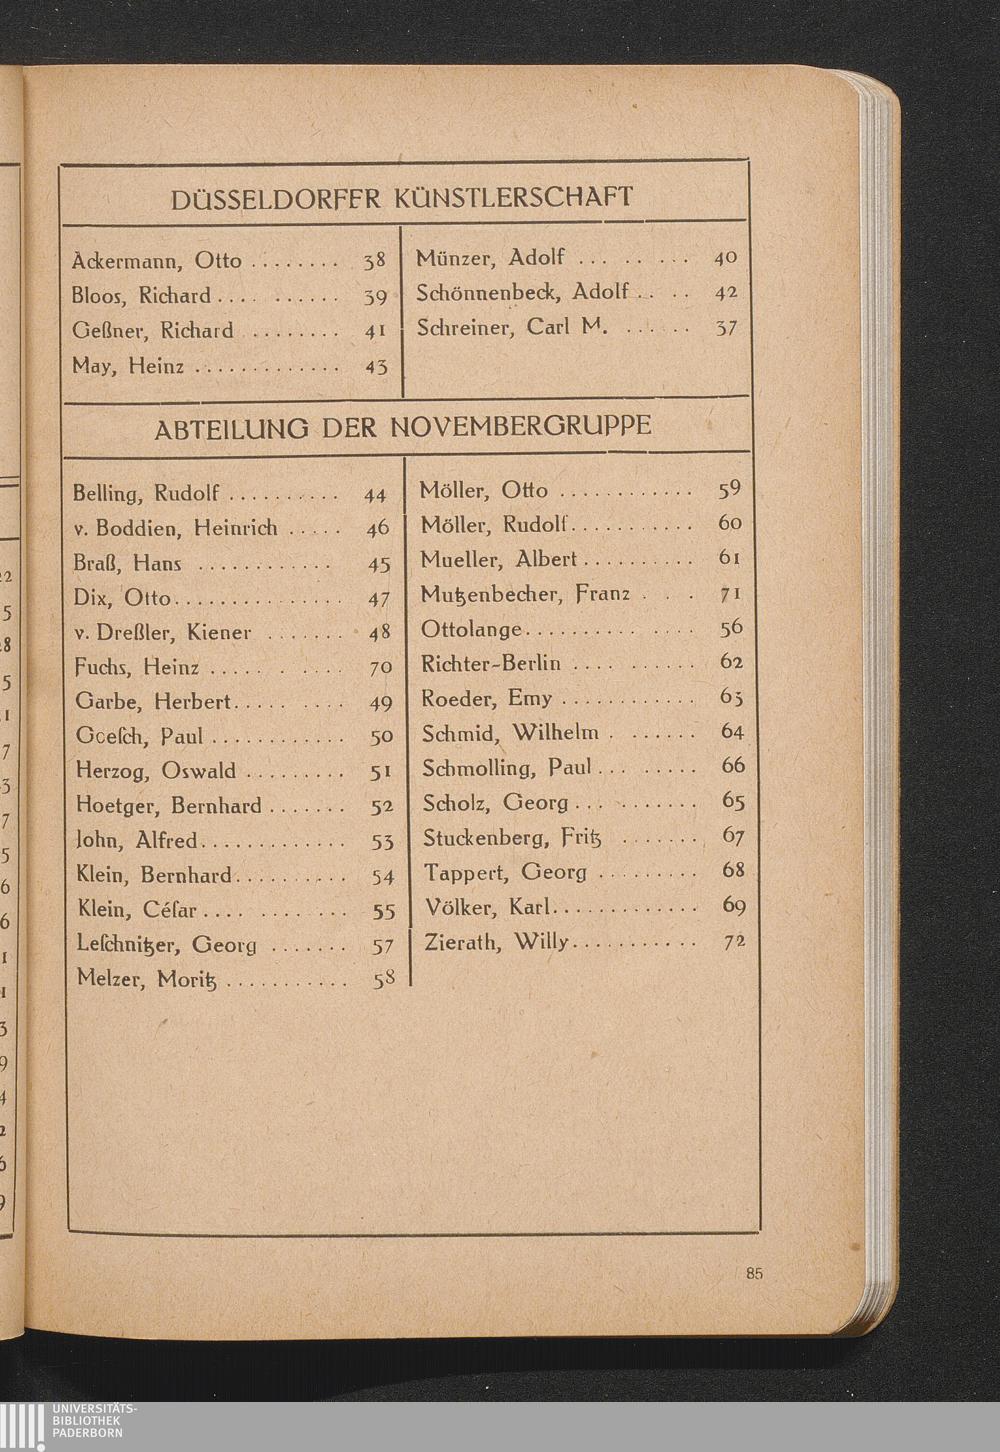 DÜSSELDORFER KÜNSTLERSCHAFT
Ackermann, Otto ........ 38
Bloos, Richard .......... 39
Geßner, Richard ........ 41
May, Heinz ............. 43
Münzer, Adolf ......... 40
Schönnenbeck, Adolf .... 42
Schreiner, Carl M. ...... 37
ABTEILUNG DER NOVEMBERGRUPPE
Belling, Rudolf .......... 44
v. Boddien, Heinrich ..... 46
Braß, Hans ............ 45
Dix, Otto ............... 47
v. Dreßler, Kiener ....... 48
Fuchs, Heinz .......... 70
Garbe, Herbert ......... 49
Goeſch, Paul ............ 50
Herzog, Oswald ......... 51
Hoetger, Bernhard ....... 52
John, Alfred ............. 53
Klein, Bernhard .......... 54
Klein, Céſar ............ 55
Leſchnitzer, Georg ....... 57
Melzer, Moritz ........... 58
Möller, Otto ............ 59
Möller, Rudolf ........... 60
Mueller, Albert .......... 61
Mutzenbecher, Franz . . . 71
Ottolange .............. 56
Richter-Berlin .......... 62
Roeder, Emy ............ 63
Schmid, Wilhelm ....... 64
Schmolling, Paul ........ 66
Scholz, Georg .......... 65
Stuckenberg, Fritz ....... 67
Tappert, Georg ......... 68
Völker, Karl ............. 69
Zierath, Willy ........... 72
85
UNIVERSITÄTS-
BIBLIOTHEK
PADERBORN